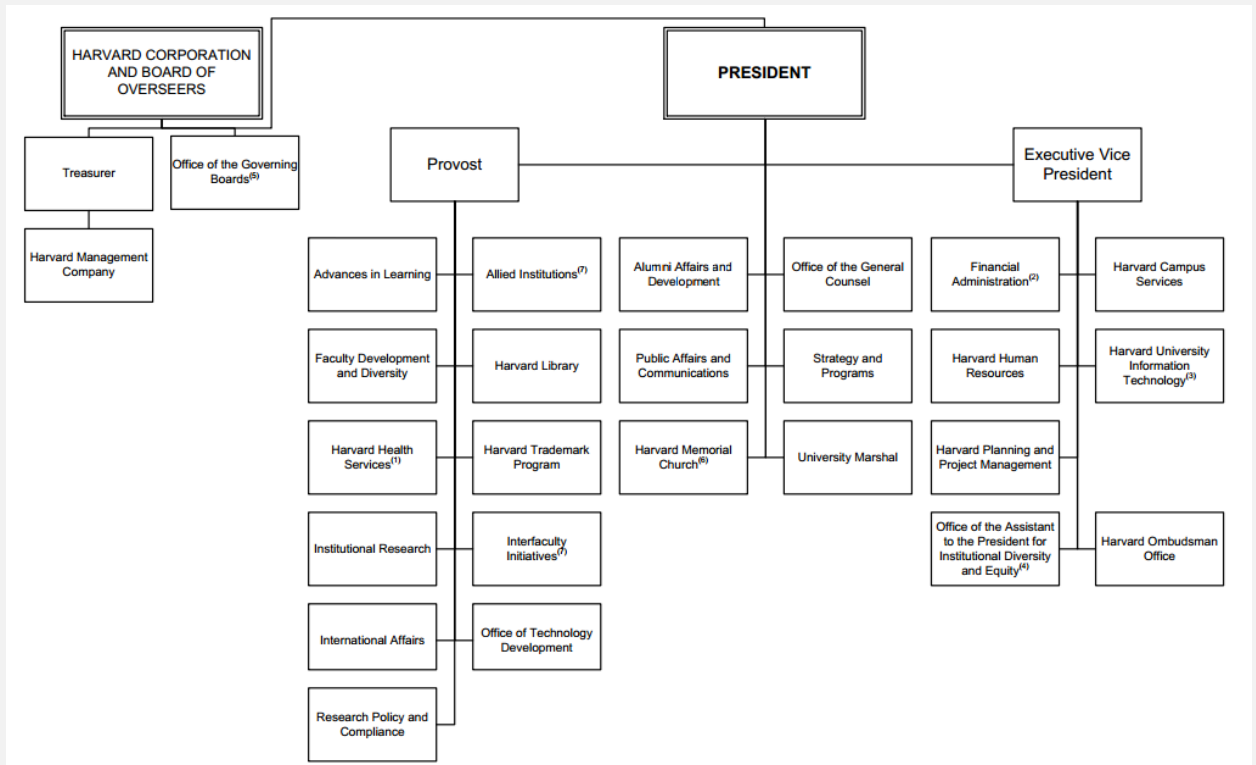 HARVARD CORPORATION
AND BOARD OF
OVERSEERS
PRESIDENT
Treasurer
Office of the Governing
Boards(5)
Harvard Management
Company
Provost
Executive Vice
President
Advances in Learning
Allied Institutions(7)
Faculty Development
and Diversity
Harvard Library
Harvard Health
Services(1)
Harvard Trademark
Program
Institutional Research
Interfaculty
Initiatives(7)
International Affairs
Office of Technology
Development
Research Policy and
Compliance
Alumni Affairs and
Development
Office of the General
Counsel
Public Affairs and
Communications
Strategy and
Programs
Harvard Memorial
Church(6)
University Marshal
Financial
Administration(2)
Harvard Campus
Services
Harvard Human
Resources
Harvard University
Information
Technology(3)
Harvard Planning and
Project Management
Office of the Assistant
to the President for
Institutional Diversity
and Equity(4)
Harvard Ombudsman
Office